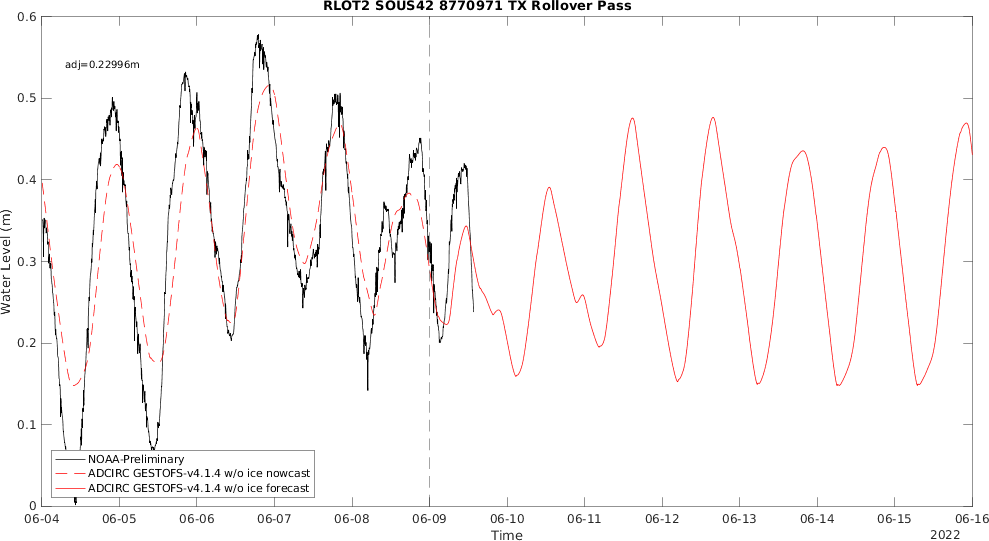 RLOT2 SOUS42 8770971 TX Rollover Pass
adj=0.22996m
0.6
0.5
0.4
0.3
0.2
0.1
0
Water Level (m)
NOAA-Preliminary
ADCIRC GESTOFS-v4.1.4 w/o ice nowcast
ADCIRC GESTOFS-v4.1.4 w/o ice forecast
06-04 06-05 06-06 06-07 06-08 06-09 06-10 06-11 06-12 06-13 06-14 06-15 06-16
Time
2022